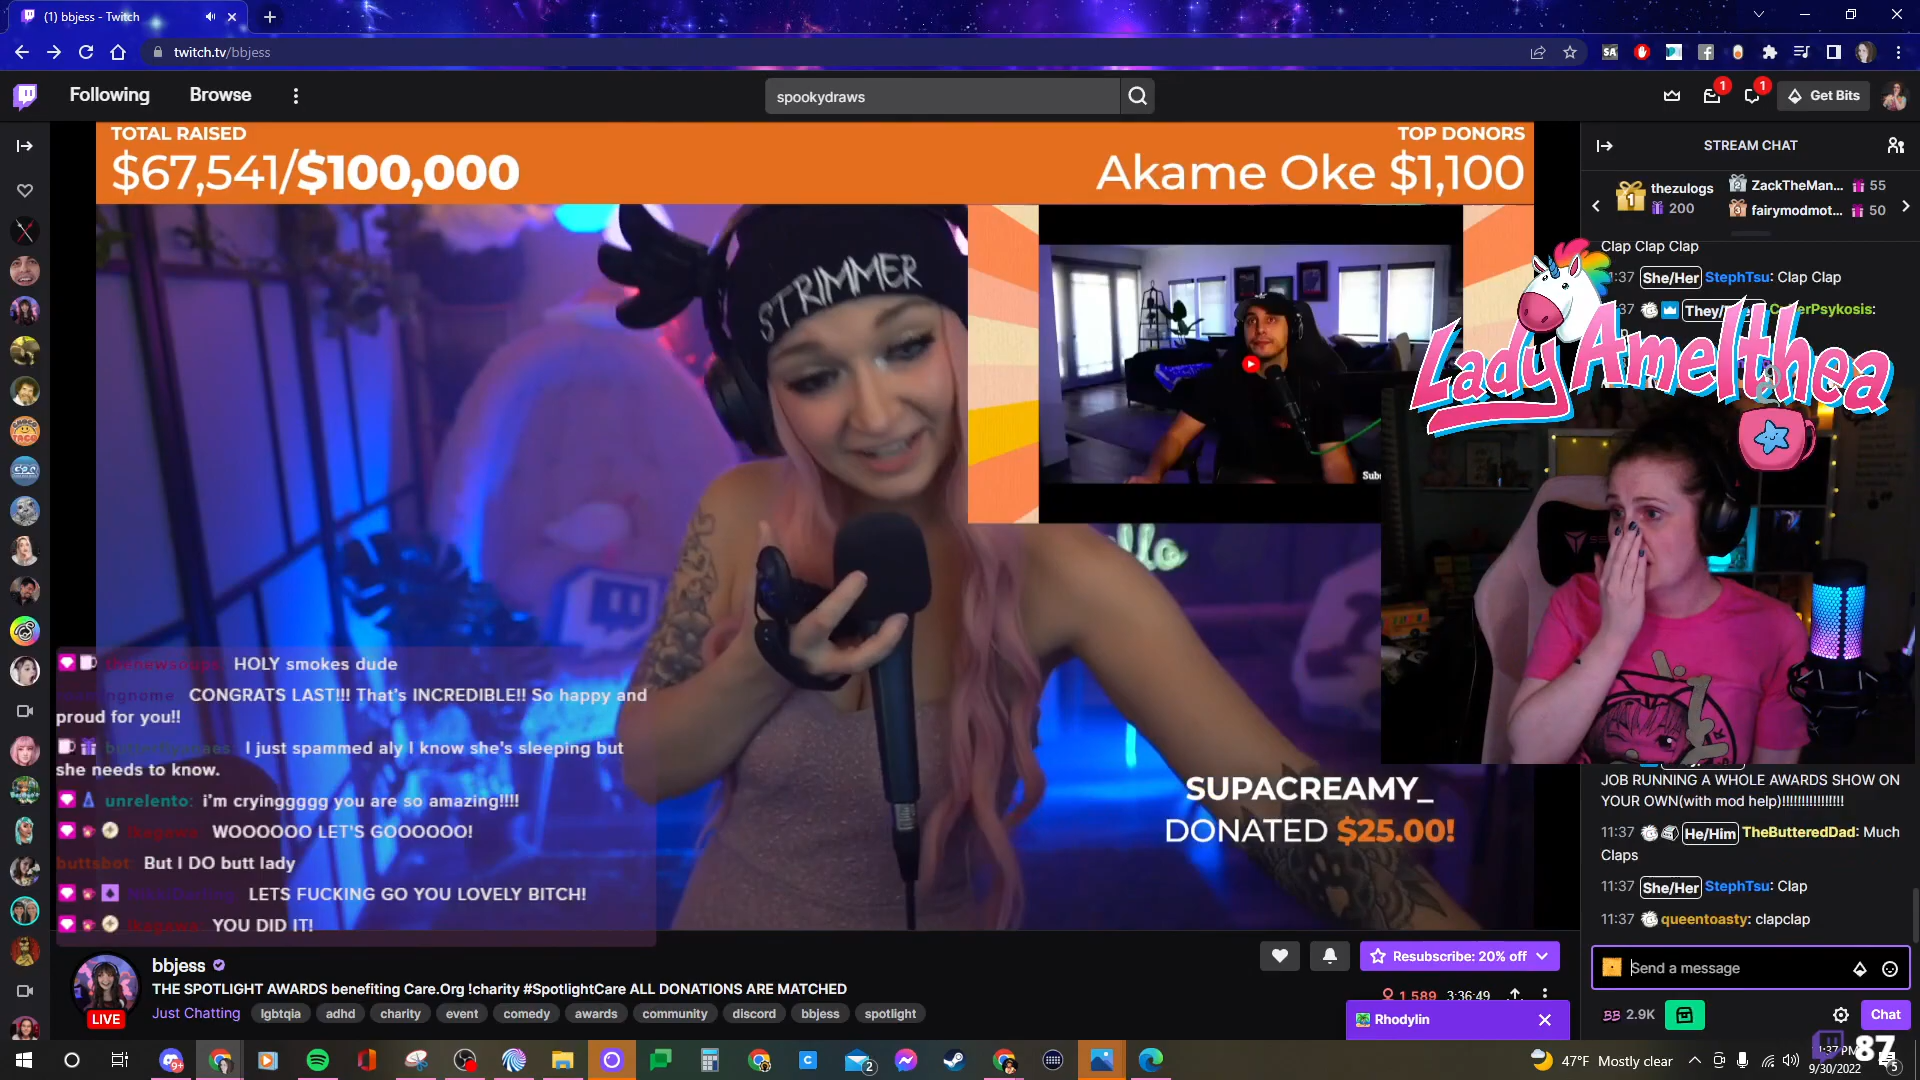 (1) bbjess - Twitch
twitch.tv/bbjess
Following
Browse
spookydraws
1
1
Get Bits
TOTAL RAISED
$67,541/$100,000
TOP DONORS
Akame Oke $1,100
STREAM CHAT
1
thezulogs
200
ZackTheMan...
55
fairymodmot...
50
Clap Clap Clap
She/Her StephTsu: Clap Clap
Lady Amelthea
STRIMMER
HOLY smokes dude
CONGRATS LAST!!! That's INCREDIBLE!! So happy and
proud for you!!
I just spammed aly I know she's sleeping but
she needs to know.
unrelento: i'm cryinggggg you are so amazing!!!!
WOOOOOO LET'S GOOOOOO!
buttsbot: But I DO butt lady
LETS FUCKING GO YOU LOVELY BITCH!
YOU DID IT!
SUPACREAMY_
DONATED $25.00!
JOB RUNNING A WHOLE AWARDS SHOW ON
YOUR OWN(with mod help)!!!!!!!!!!!!!!!!
11:37 He/Him TheButteredDad: Much
Claps
11:37 She/Her StephTsu: Clap
11:37 queentoasty: clapclap
Send a message
2.9K
Chat
bbjess
THE SPOTLIGHT AWARDS benefiting Care.Org !charity #SpotlightCare ALL DONATIONS ARE MATCHED
Just Chatting
lgbtqia
adhd
charity
event
comedy
awards
community
discord
bbjess
spotlight
LIVE
Resubscribe: 20% off
1,589
3:36:49
Rhodylin
47°F Mostly clear
9/30/2022
87
5